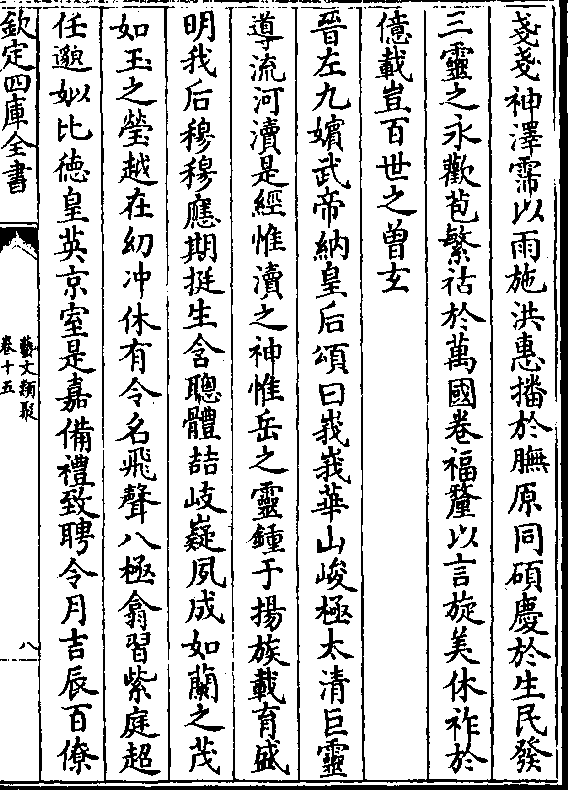 戔戔神澤霈以雨施洪惠播於膴原同碩慶於生民發
三靈之永歡苞繁祜於萬國卷福釐以言旋美休祚於
億載豈百世之曾玄
晉左九嬪武帝納皇后頌曰峩峩華山峻極太清巨靈
導流河瀆是經惟瀆之神惟岳之靈鍾于揚族載育盛
明我后穆穆應期挺生含聰體喆岐嶷夙成如蘭之茂
如玉之瑩越在幼冲休有令名飛聲八極翕習紫庭超
任邈姒比德皇英京室是嘉備禮致聘令月吉辰百僚
欽定四庫全書
藝文類聚
卷十五
八